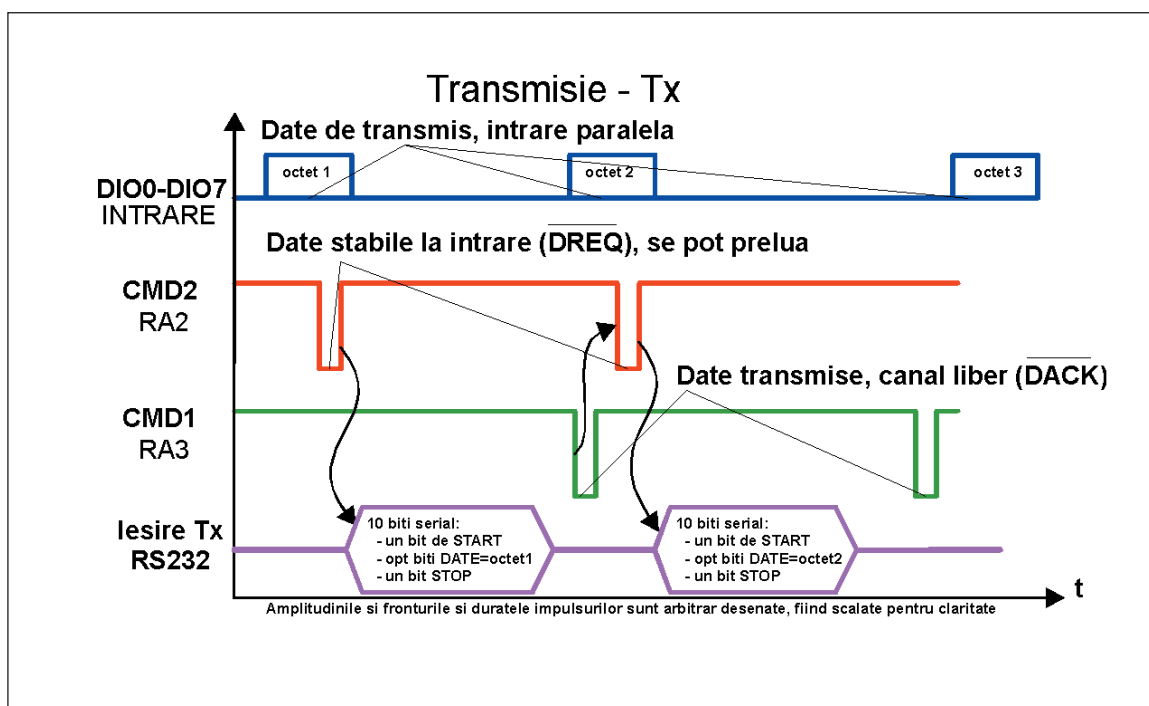 Transmisie - Tx
Date de transmis, intrare paralela
octet 1
octet 2
octet 3
DIO0-DIO7
INTRARE
Date stabile la intrare (DREQ), se pot prelua
CMD2
RA2
Date transmise, canal liber (DACK)
CMD1
RA3
Iesire Tx
RS232
10 biti serial:
- un bit de START
- opt biti DATE=octet1
- un bit STOP
10 biti serial:
- un bit de START
- opt biti DATE=octet2
- un bit STOP
t
Amplitudinile si fronturile si duratele impulsurilor sunt arbitrar desenate, fiind scalate pentru claritate